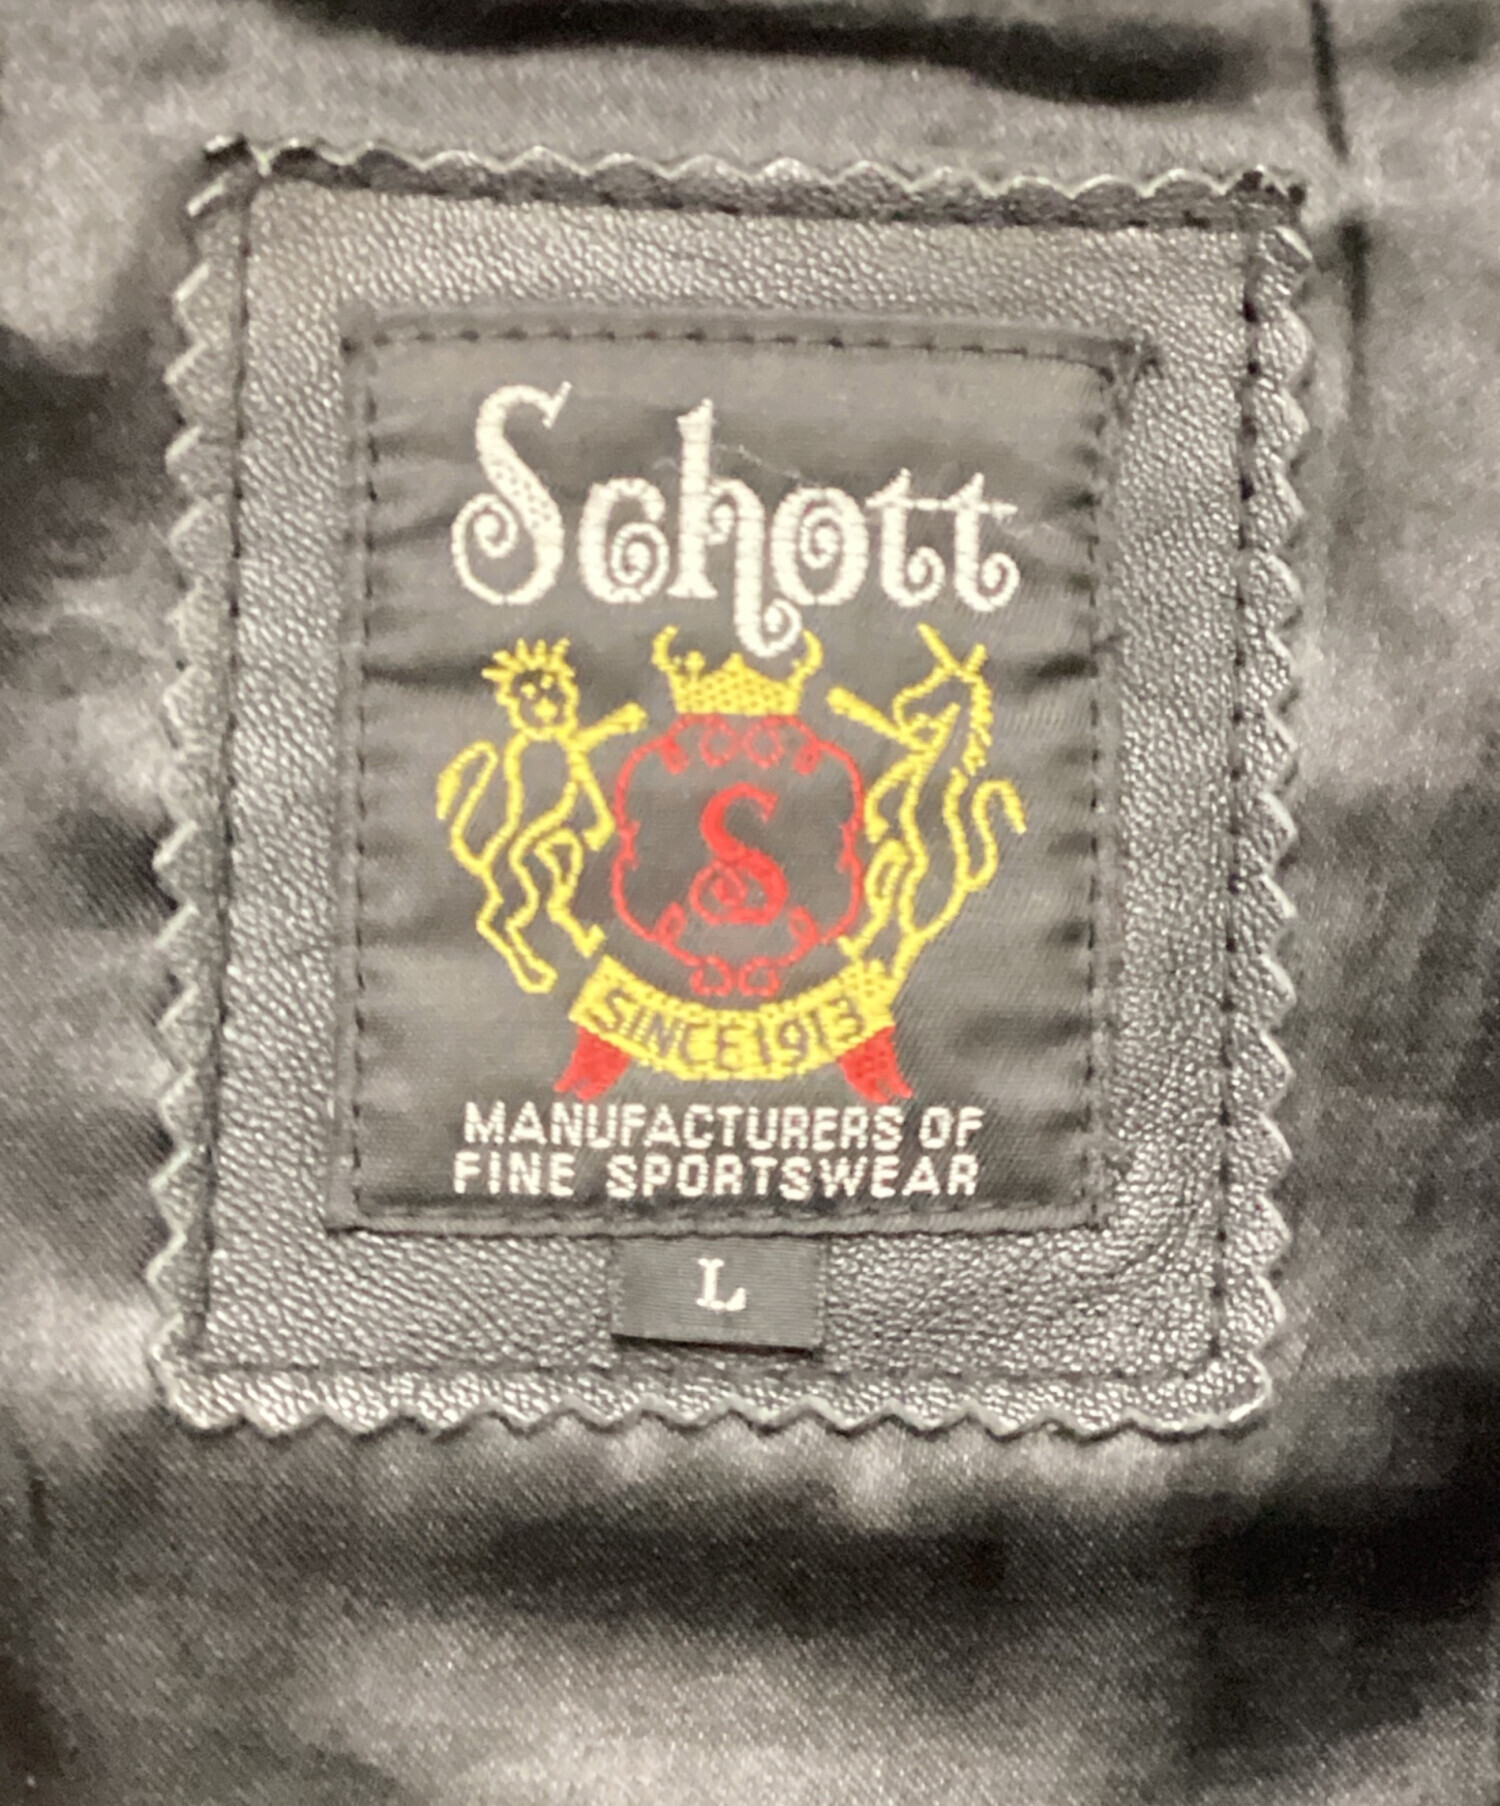 Schott
S
SINCE 1913
MANUFACTURERS OF
FINE SPORTSWEAR
L